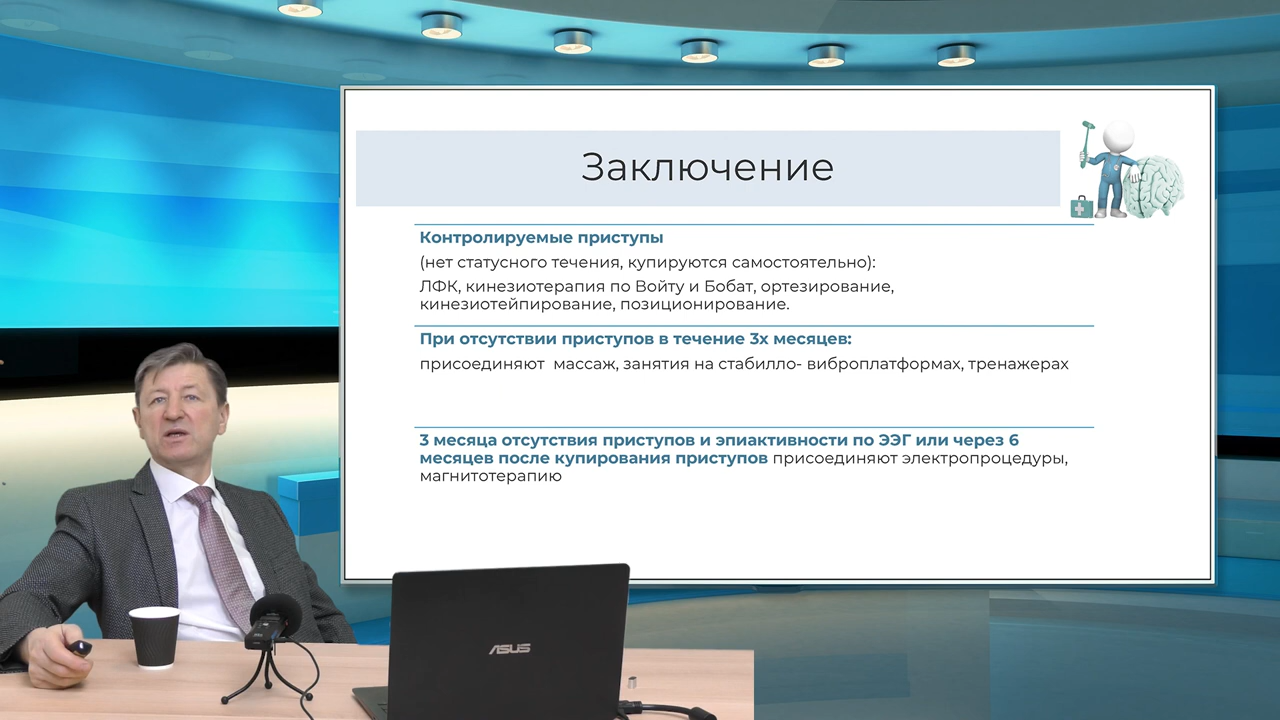 Заключение
Контролируемые приступы
(нет статусного течения, купируются самостоятельно):
ЛФК, кинезиотерапия по Войту и Бобат, ортезирование,
кинезиотейпирование, позиционирование.
При отсутствии приступов в течение 3х месяцев:
присоединяют массаж, занятия на стабилло- виброплатформах, тренажерах
3 месяца отсутствия приступов и эпиактивности по ЭЭГ или через 6
месяцев после купирования приступов присоединяют электропроцедуры,
магнитотерапию
ASUS